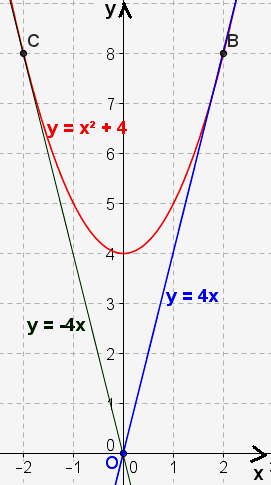 y
C
B
8
7
y = x² + 4
6
5
4
3
y = 4x
2
y = -4x
1
0
O
-2
-1
0
1
2
x